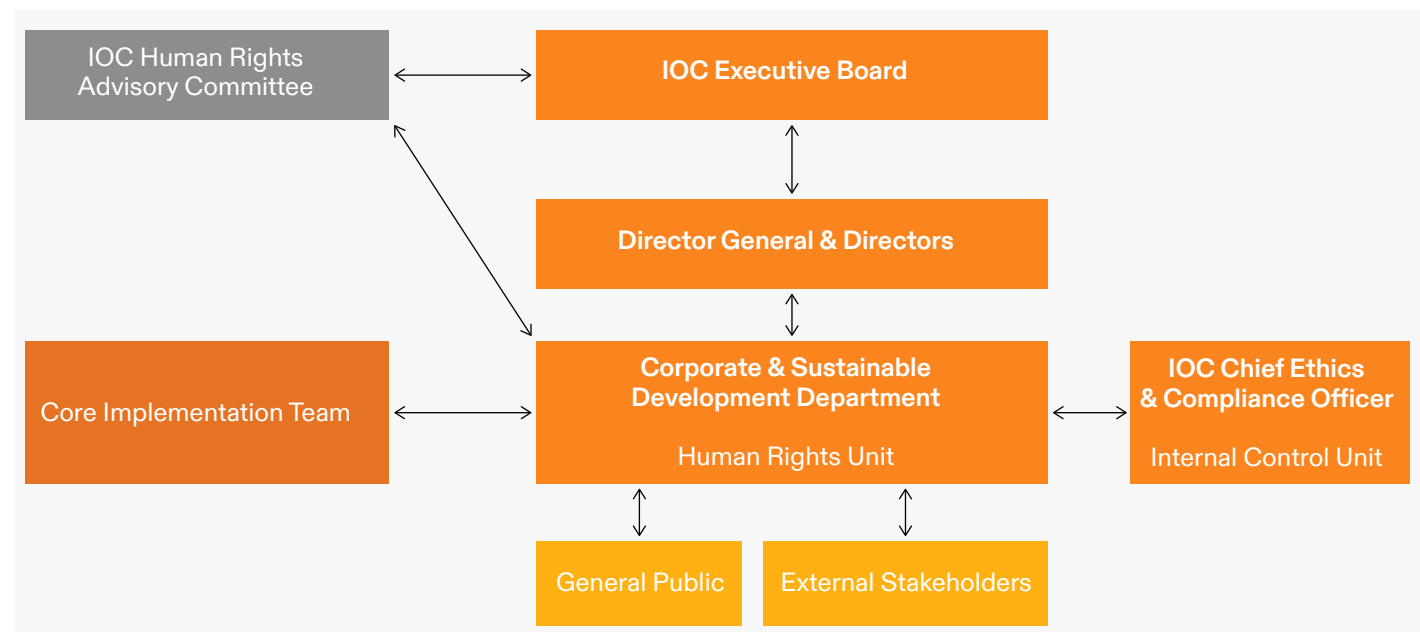 IOC Human Rights
Advisory Committee
IOC Executive Board
Director General & Directors
Core Implementation Team
Corporate & Sustainable
Development Department
Human Rights Unit
IOC Chief Ethics
& Compliance Officer
Internal Control Unit
General Public
External Stakeholders